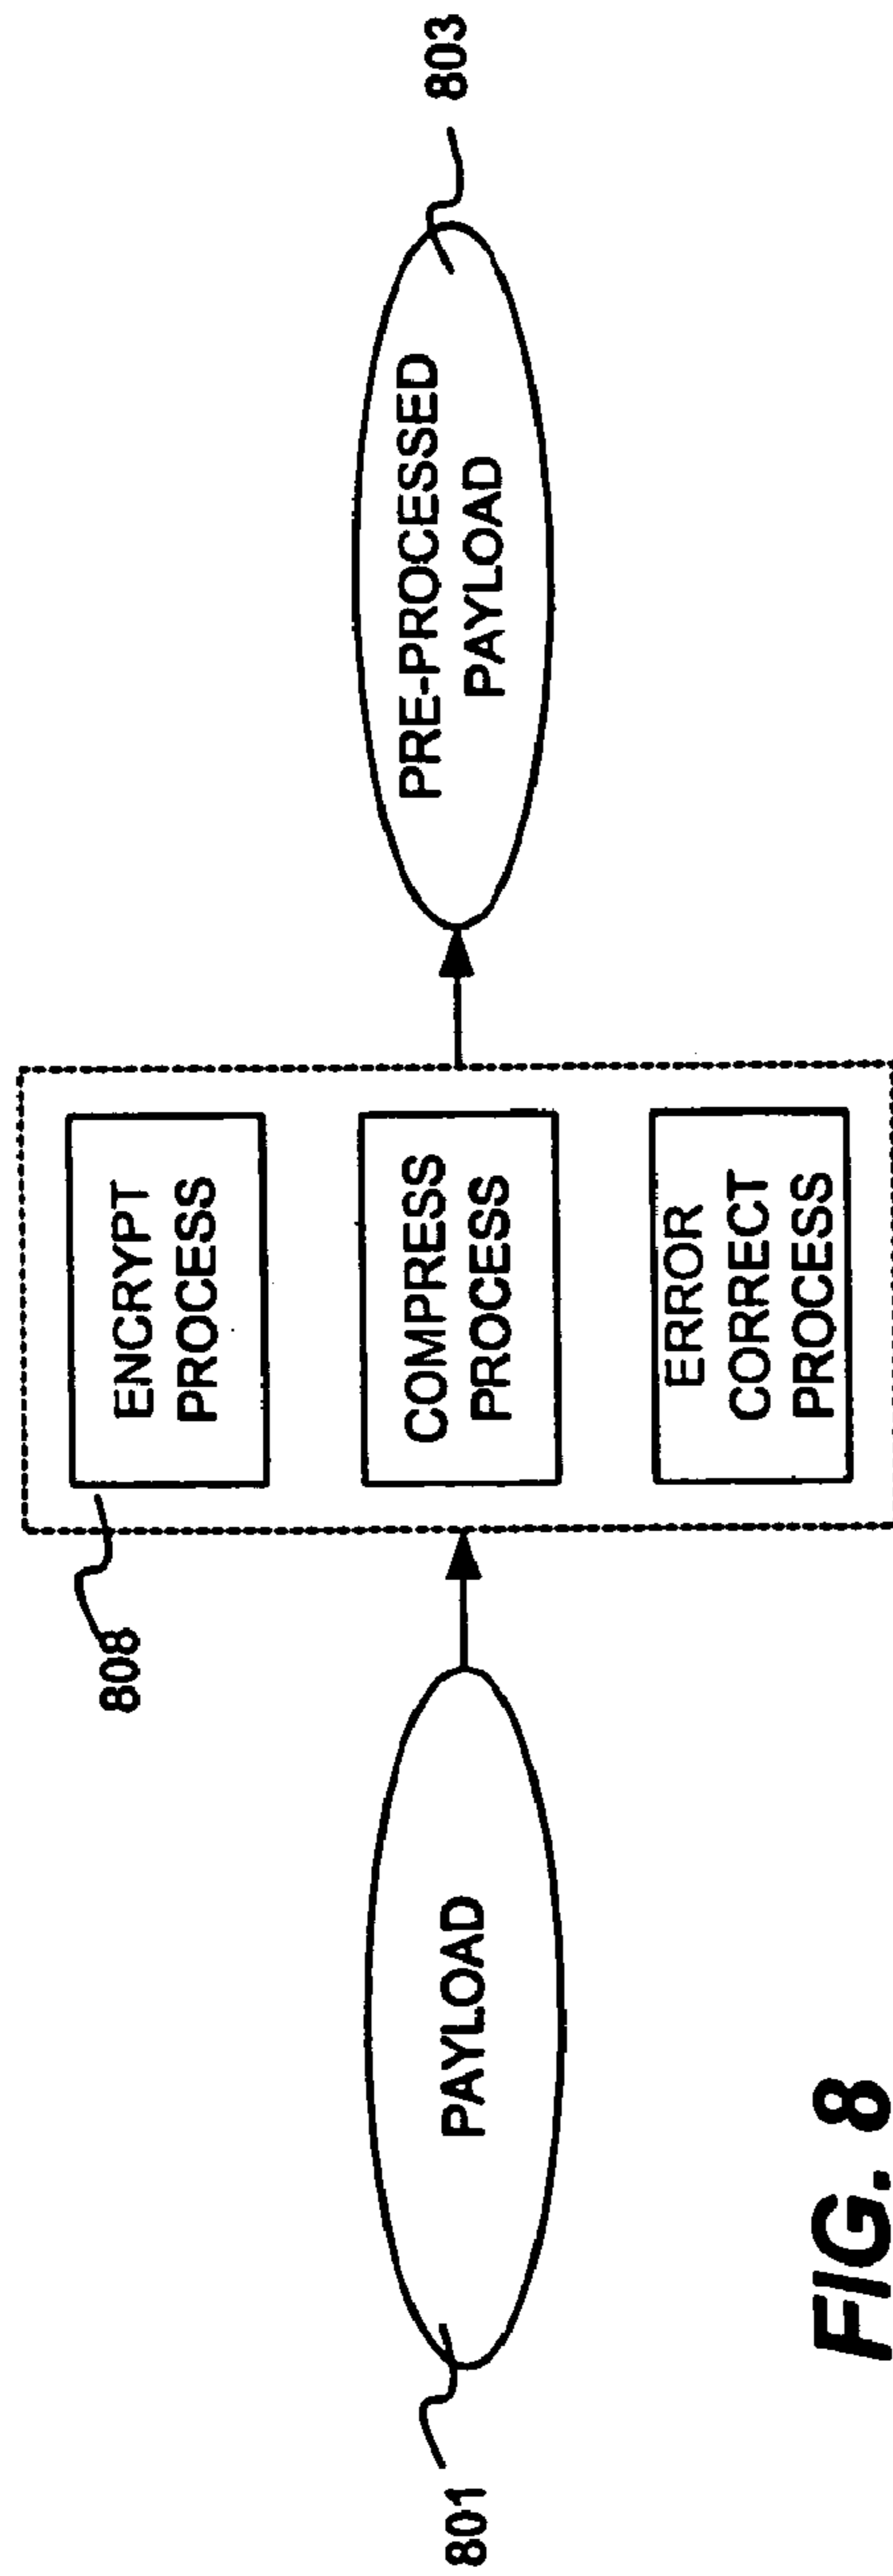 801
PAYLOAD
808
ENCRYPT
PROCESS
COMPRESS
PROCESS
ERROR
CORRECT
PROCESS
PRE-PROCESSED
PAYLOAD
803
FIG. 8